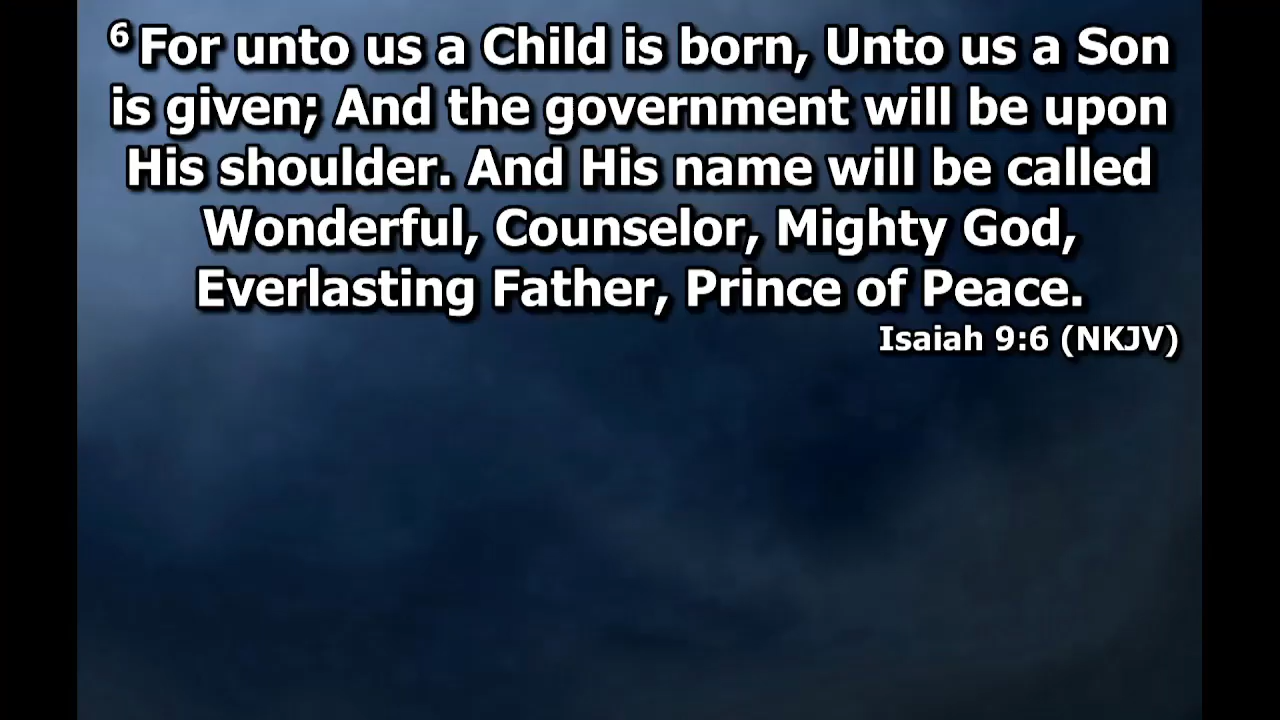 6 For unto us a Child is born, Unto us a Son
is given; And the government will be upon
His shoulder. And His name will be called
Wonderful, Counselor, Mighty God,
Everlasting Father, Prince of Peace.
Isaiah 9:6 (NKJV)